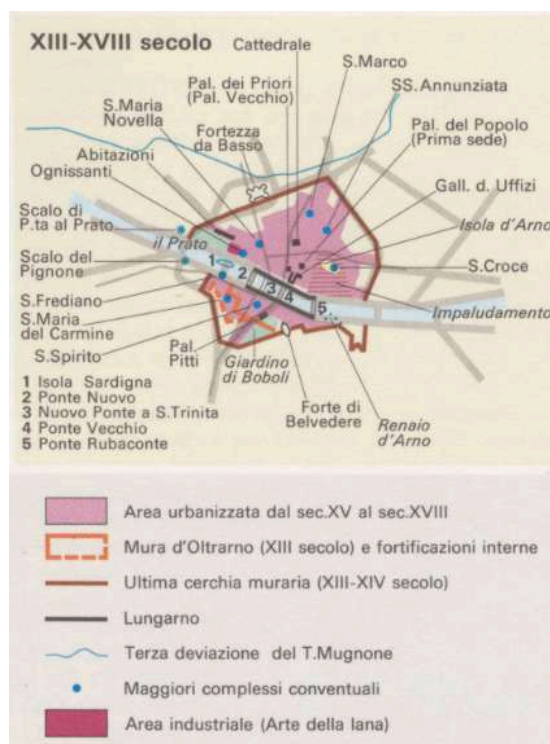 XIII-XVIII secolo
Cattedrale
S.Marco
Pal. dei Priori
(Pal. Vecchio)
SS. Annunziata
S.Maria
Novella
Fortezza
da Basso
Pal. del Popolo
(Prima sede)
Abitazioni
Ognissanti
Gall. d. Uffizi
Scalo di
P.ta al Prato
il Prato
Isola d'Arno
Scalo del
Pignone
S.Croce
S.Frediano
Impaludamento
S.Maria
del Carmine
S.Spirito
Pal.
Pitti
Giardino
di Boboli
Forte di
Belvedere
Renaio
d'Arno
1
2
3
4
5
1 Isola Sardigna
2 Ponte Nuovo
3 Nuovo Ponte a S.Trinita
4 Ponte Vecchio
5 Ponte Rubaconte
Area urbanizzata dal sec.XV al sec.XVIII
Mura d'Oltrarno (XIII secolo) e fortificazioni interne
Ultima cerchia muraria (XIII-XIV secolo)
Lungarno
Terza deviazione del T.Mugnone
Maggiori complessi conventuali
Area industriale (Arte della lana)